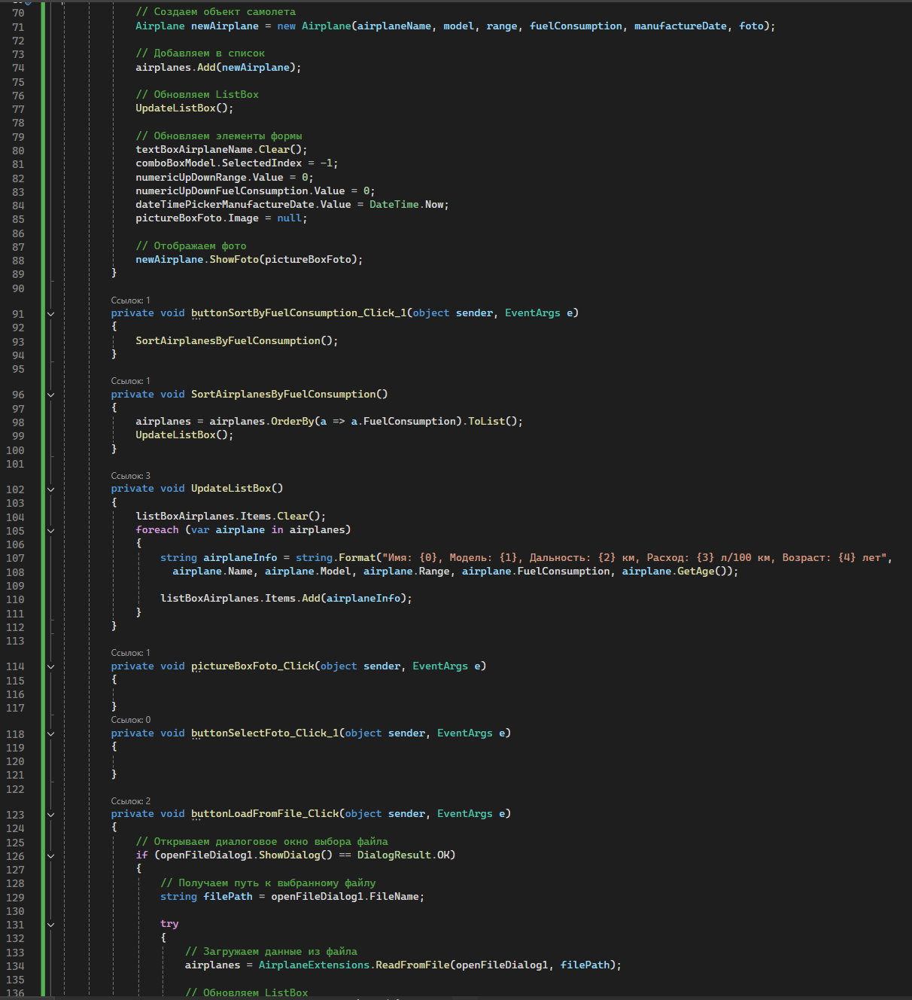 70 // Создаем объект самолета
71 Airplane newAirplane = new Airplane(airplaneName, model, range, fuelConsumption, manufactureDate, foto);
72
73 // Добавляем в список
74 airplanes.Add(newAirplane);
75
76 // Обновляем ListBox
77 UpdateListBox();
78
79 // Обновляем элементы формы
80 textBoxAirplaneName.Clear();
81 comboBoxModel.SelectedIndex = -1;
82 numericUpDownRange.Value = 0;
83 numericUpDownFuelConsumption.Value = 0;
84 dateTimePickerManufactureDate.Value = DateTime.Now;
85 pictureBoxFoto.Image = null;
86
87 // Отображаем фото
88 newAirplane.ShowFoto(pictureBoxFoto);
89 }
90
Ссылок: 1
91 private void buttonSortByFuelConsumption_Click_1(object sender, EventArgs e)
92 {
93 SortAirplanesByFuelConsumption();
94 }
95
Ссылок: 1
96 private void SortAirplanesByFuelConsumption()
97 {
98 airplanes = airplanes.OrderBy(a => a.FuelConsumption).ToList();
99 UpdateListBox();
100 }
101
Ссылок: 3
102 private void UpdateListBox()
103 {
104 listBoxAirplanes.Items.Clear();
105 foreach (var airplane in airplanes)
106 {
107 string airplaneInfo = string.Format("Имя: {0}, Модель: {1}, Дальность: {2} км, Расход: {3} л/100 км, Возраст: {4} лет",
108 airplane.Name, airplane.Model, airplane.Range, airplane.FuelConsumption, airplane.GetAge());
109
110 listBoxAirplanes.Items.Add(airplaneInfo);
111 }
112 }
113
Ссылок: 1
114 private void pictureBoxFoto_Click(object sender, EventArgs e)
115 {
116
117 }
Ссылок: 0
118 private void buttonSelectFoto_Click_1(object sender, EventArgs e)
119 {
120
121 }
122
Ссылок: 2
123 private void buttonLoadFromFile_Click(object sender, EventArgs e)
124 {
125 // Открываем диалоговое окно выбора файла
126 if (openFileDialog1.ShowDialog() == DialogResult.OK)
127 {
128 // Получаем путь к выбранному файлу
129 string filePath = openFileDialog1.FileName;
130
131 try
132 {
133 // Загружаем данные из файла
134 airplanes = AirplaneExtensions.ReadFromFile(openFileDialog1, filePath);
135
136 // Обновляем ListBox